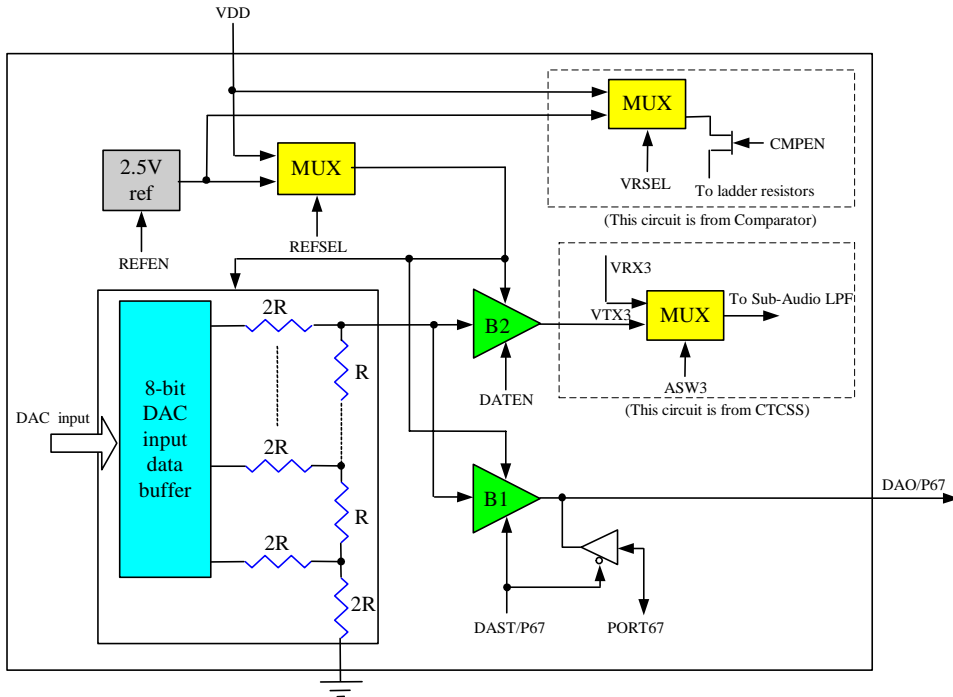 VDD
MUX
CMPEN
VRSEL
To ladder resistors
(This circuit is from Comparator)
2.5V
ref
MUX
REFEN
REFSEL
VRX3
To Sub-Audio LPF
VTX3
MUX
ASW3
(This circuit is from CTCSS)
2R
B2
R
DATEN
DAC input
8-bit
DAC
input
data
buffer
2R
B1
DAO/P67
R
2R
2R
DAST/P67
PORT67